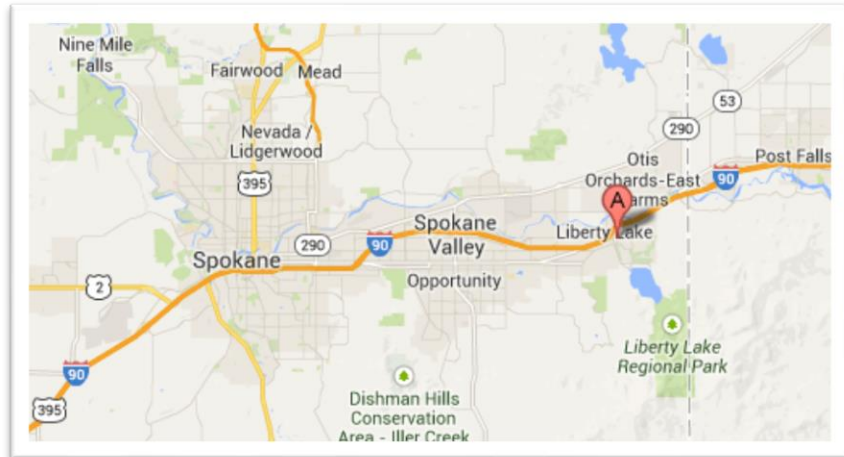 Nine Mile
Falls
Fairwood
Mead
53
290
Nevada /
Lidgerwood
Otis
Orchards-East
Farms
Post Falls
90
395
A
Spokane
Valley
Liberty Lake
290
90
Spokane
Opportunity
2
Liberty Lake
Regional Park
90
Dishman Hills
Conservation
Area - Iller Creek
395